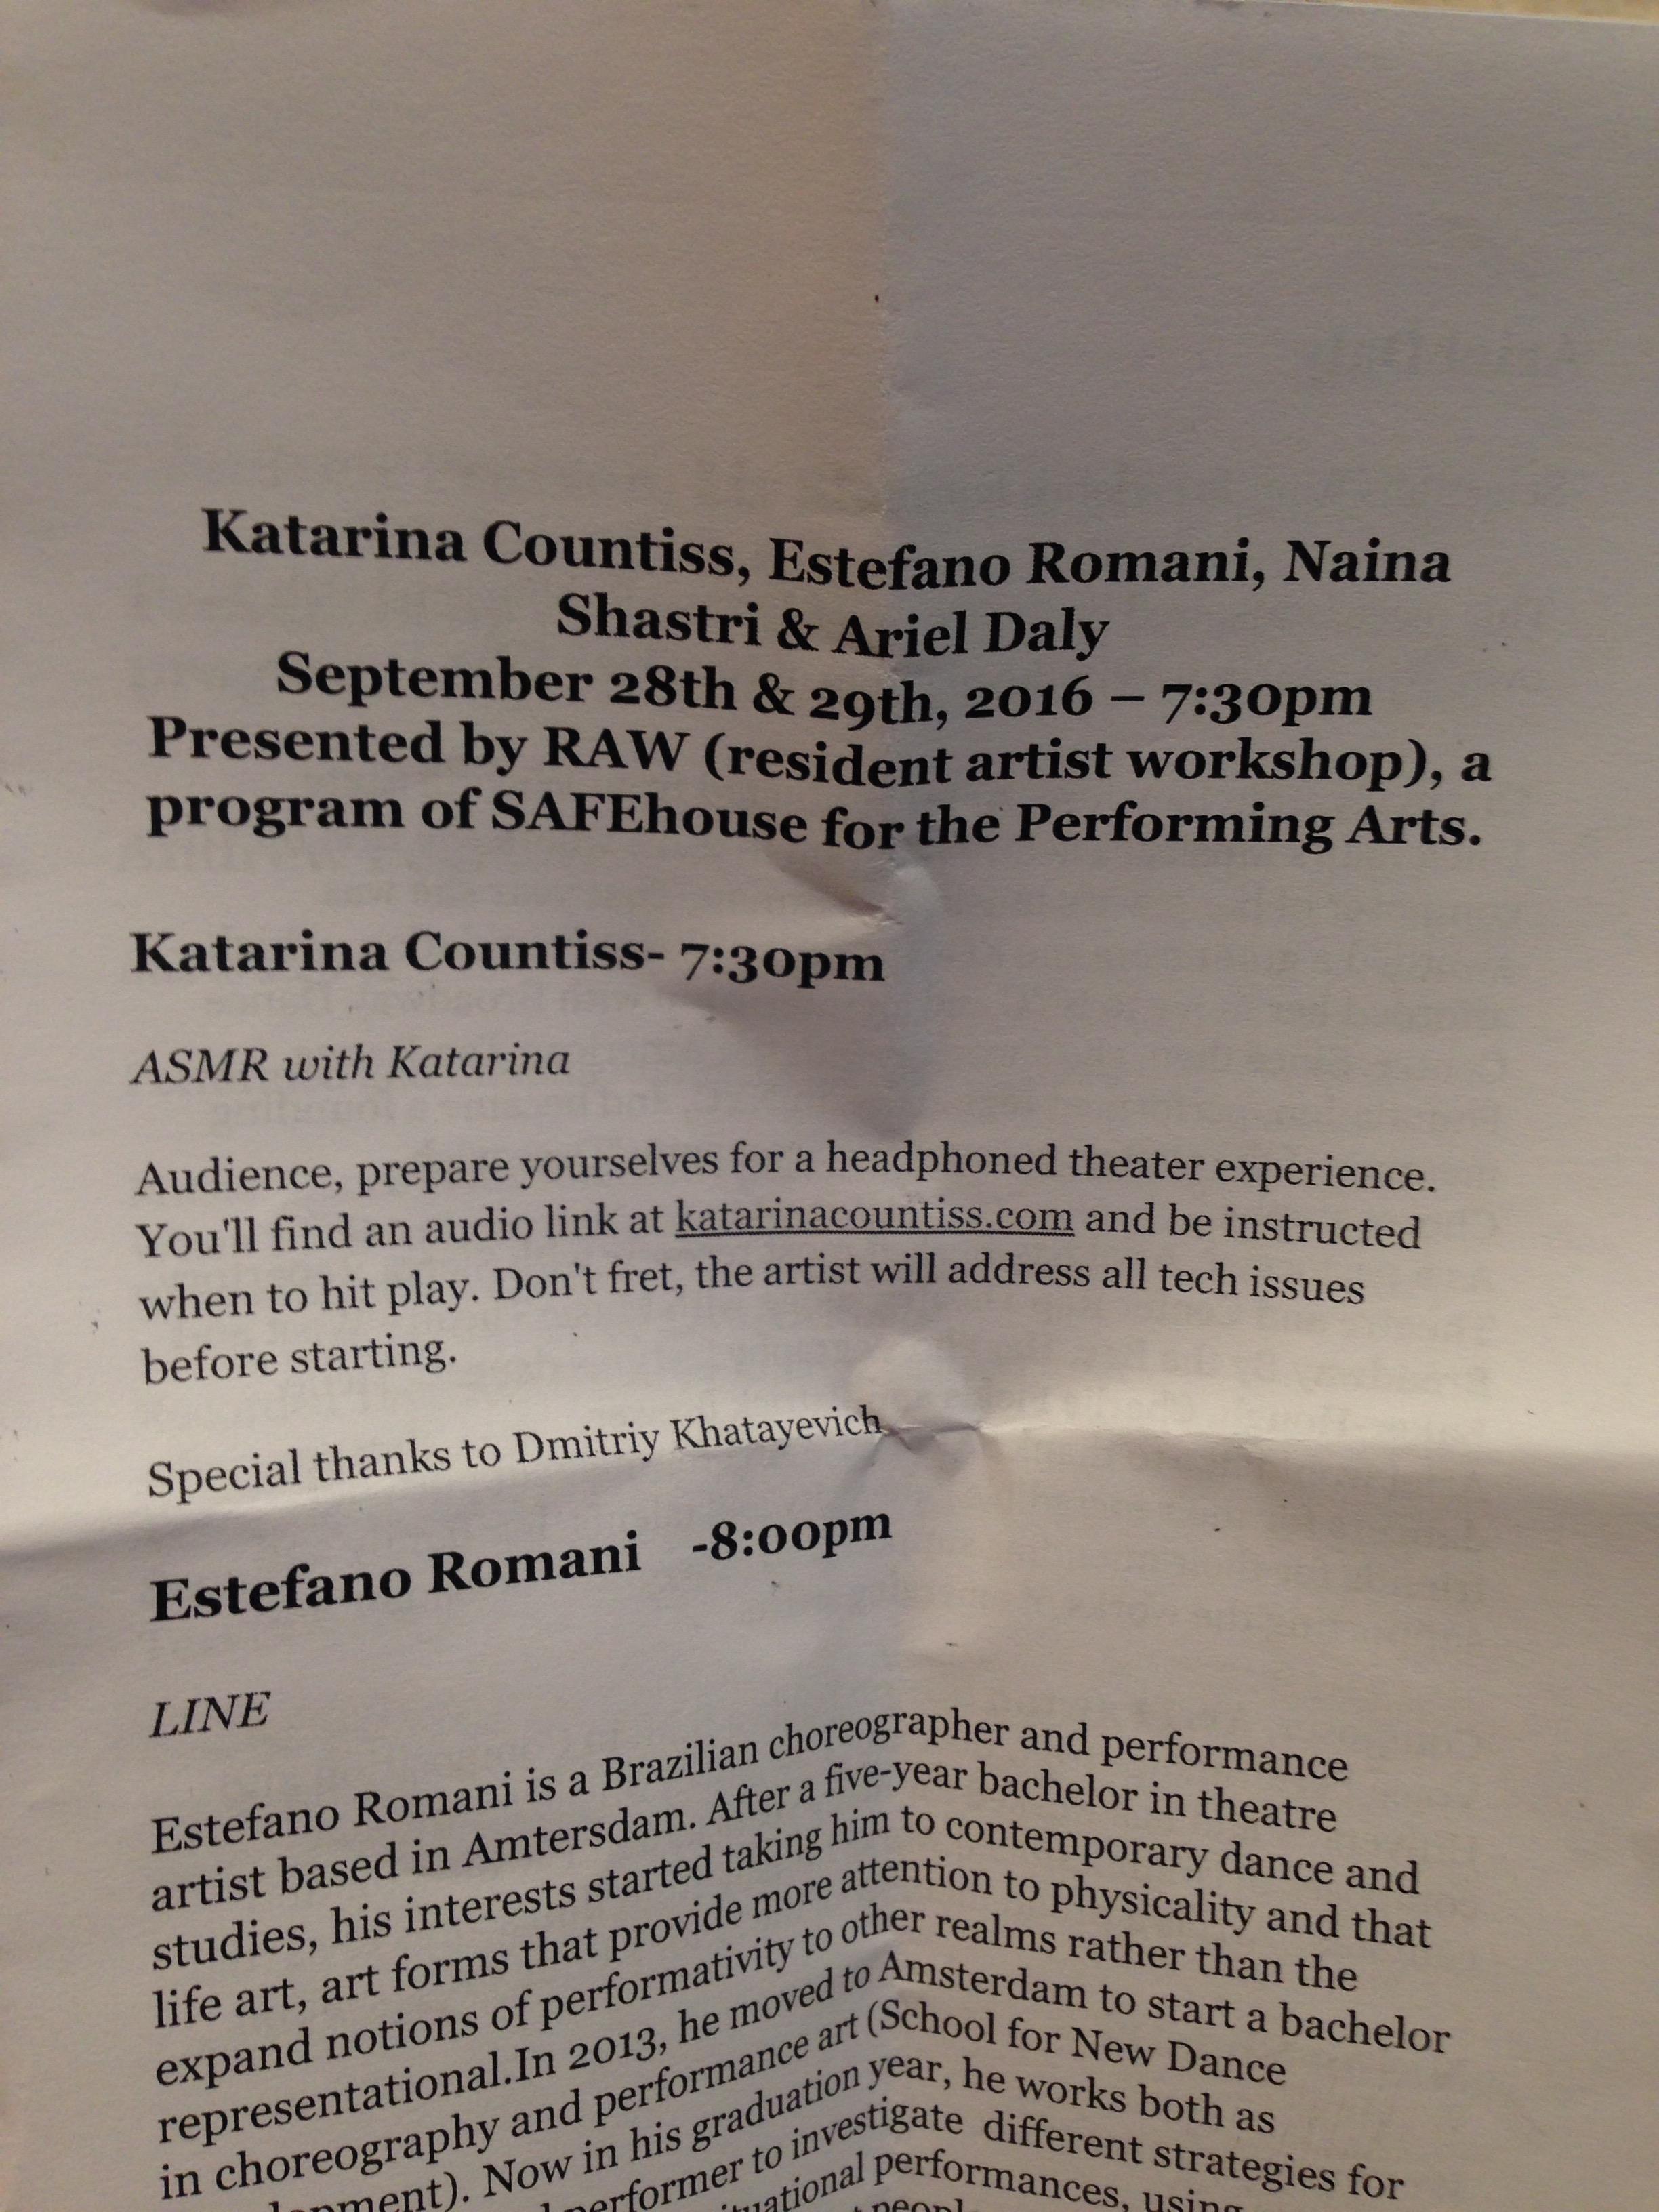 Katarina Countiss, Estefano Romani, Naina
Shastri & Ariel Daly
September 28th & 29th, 2016 – 7:30pm
Presented by RAW (resident artist workshop), a
program of SAFEhouse for the Performing Arts.
Katarina Countiss- 7:30pm
ASMR with Katarina
Audience, prepare yourselves for a headphoned theater experience.
You'll find an audio link at katarinacountiss.com and be instructed
when to hit play. Don't fret, the artist will address all tech issues
before starting.
Special thanks to Dmitriy Khatayevich
Estefano Romani -8:00pm
LINE
Estefano Romani is a Brazilian choreographer and performance
artist based in Amtersdam. After a five-year bachelor in theatre
studies, his interests started taking him to contemporary dance and
life art, art forms that provide more attention to physicality and that
expand notions of performativity to other realms rather than the
representational.In 2013, he moved to Amsterdam to start a bachelor
in choreography and performance art (School for New Dance
Now in his graduation year, he works both as
performer to investigate different strategies for
performances, using